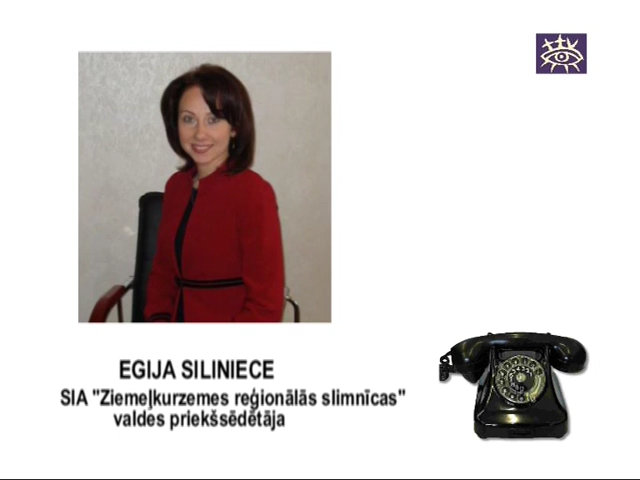 EGIJA SILINIECE
SIA "Ziemeļkurzemes reģionālās slimnīcas"
valdes priekšsēdētāja